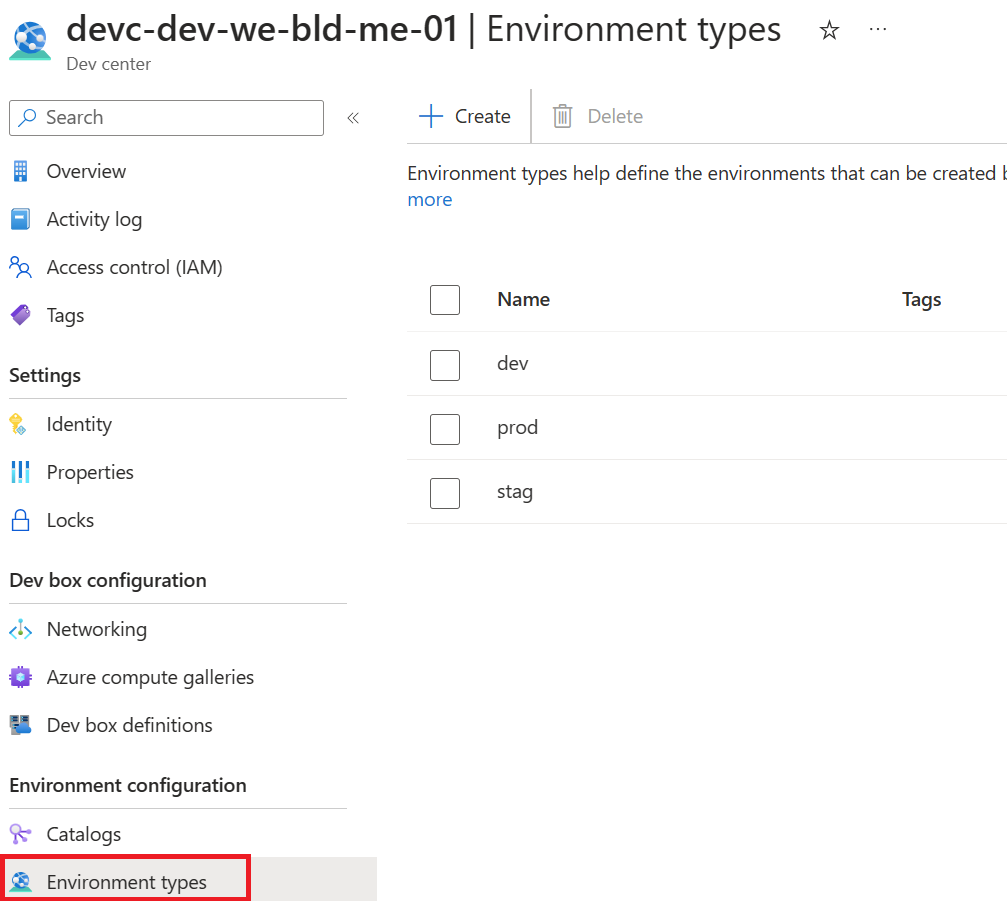 devc-dev-we-bld-me-01 | Environment types
Dev center
Search
Overview
Activity log
Access control (IAM)
Tags
Settings
Identity
Properties
Locks
Dev box configuration
Networking
Azure compute galleries
Dev box definitions
Environment configuration
Catalogs
Environment types
Create
Delete
Environment types help define the environments that can be created
more
Name Tags
dev
prod
stag